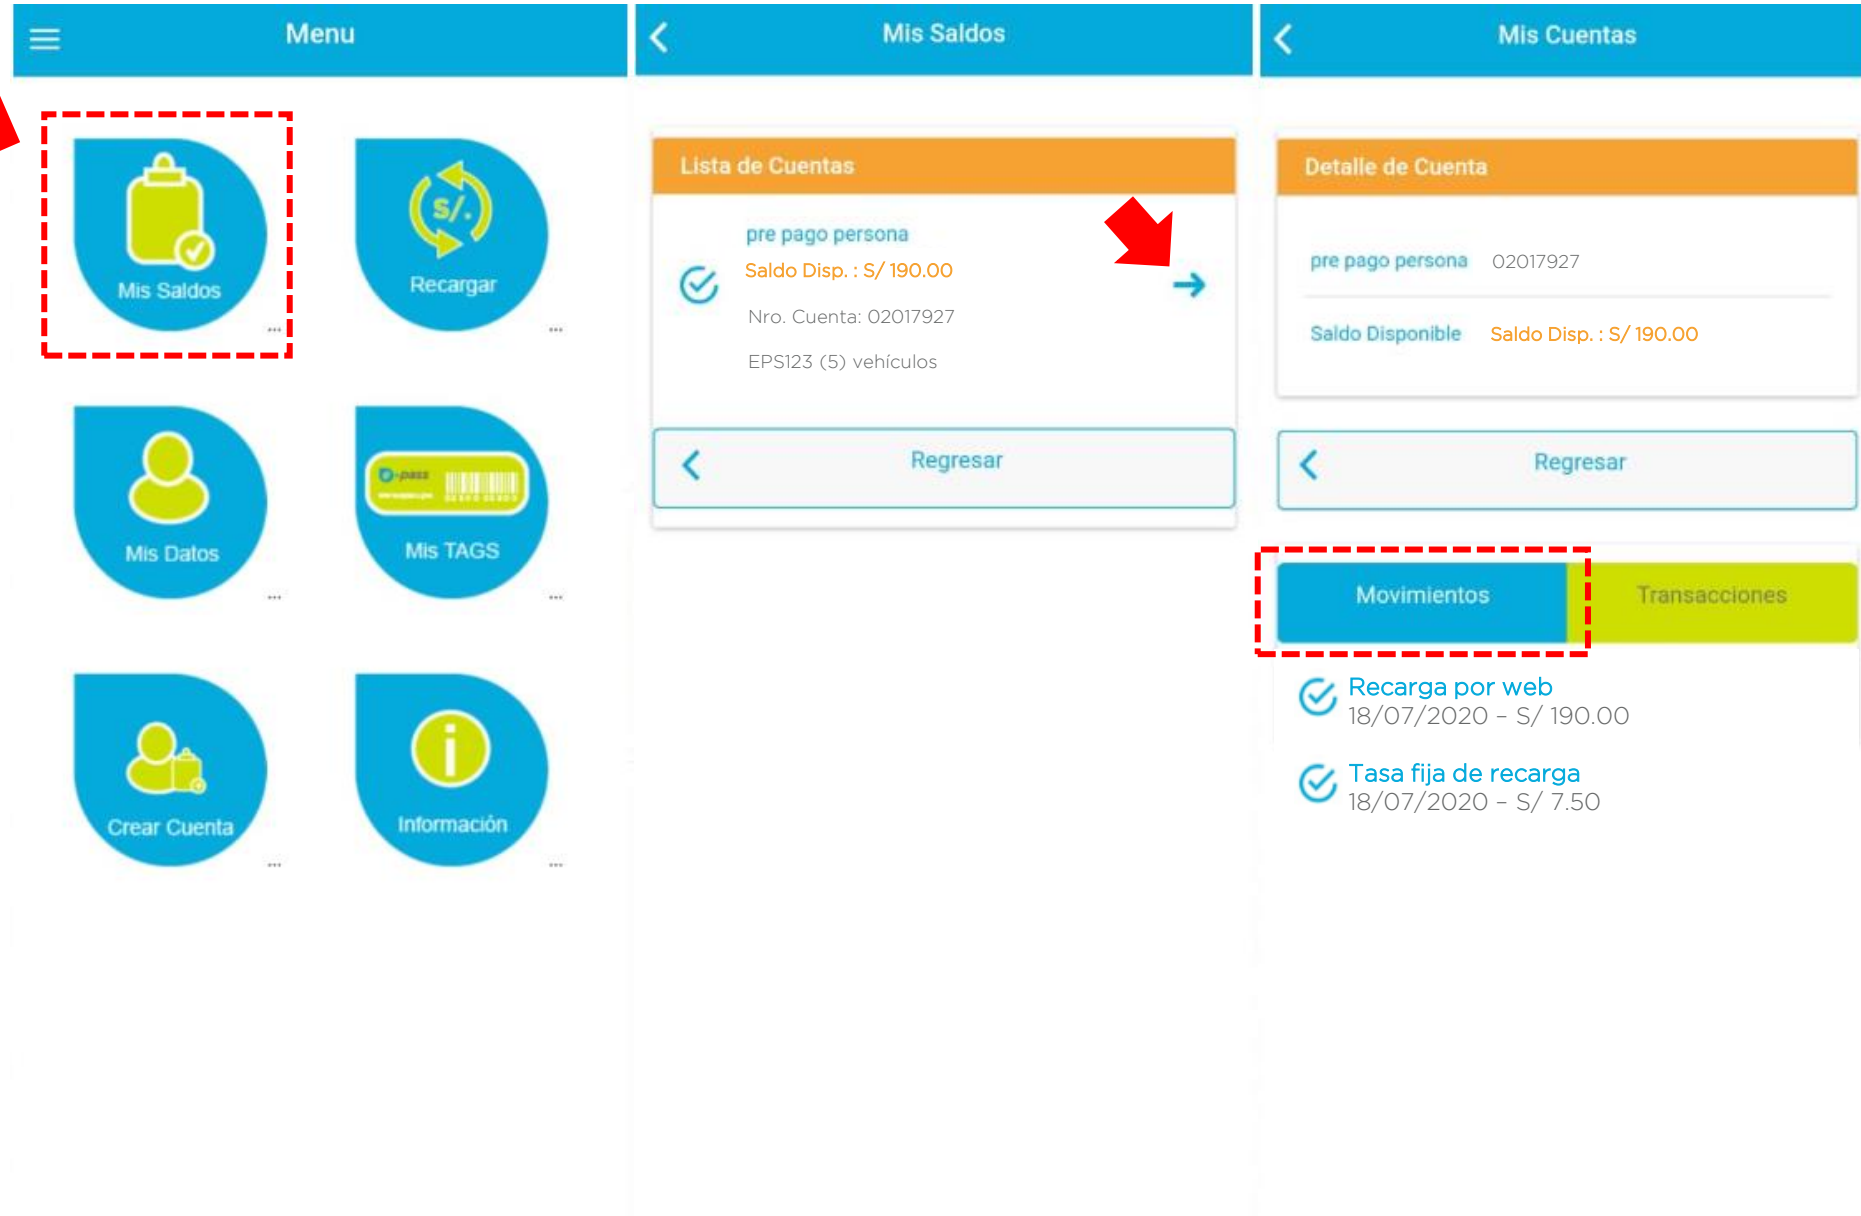 Menu
Mis Saldos
S/.
Recargar
Mis Datos
-pass
Mis TAGS
Crear Cuenta
Información
Mis Saldos
Lista de Cuentas
pre pago persona
Saldo Disp. : S/ 190.00
Nro. Cuenta: 02017927
EPS123 (5) vehículos
Regresar
Mis Cuentas
Detalle de Cuenta
pre pago persona 02017927
Saldo Disponible Saldo Disp. : S/ 190.00
Regresar
Movimientos Transacciones
Recarga por web
18/07/2020 – S/ 190.00
Tasa fija de recarga
18/07/2020 – S/ 7.50